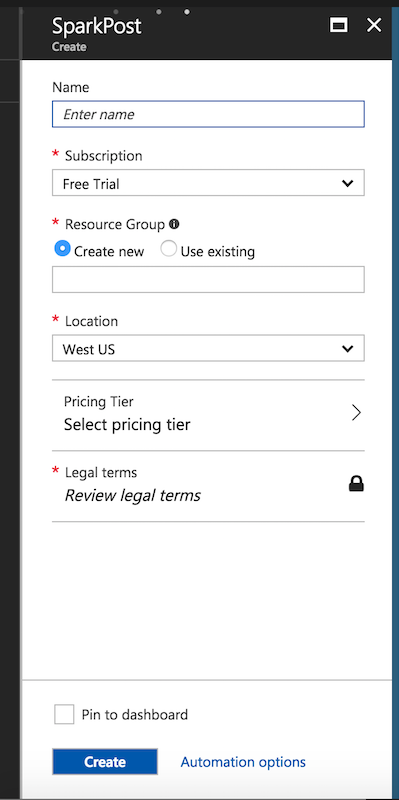 SparkPost
Create
Name
Enter name
* Subscription
Free Trial
* Resource Group
Create new Use existing
* Location
West US
Pricing Tier
Select pricing tier
* Legal terms
Review legal terms
Pin to dashboard
Create Automation options